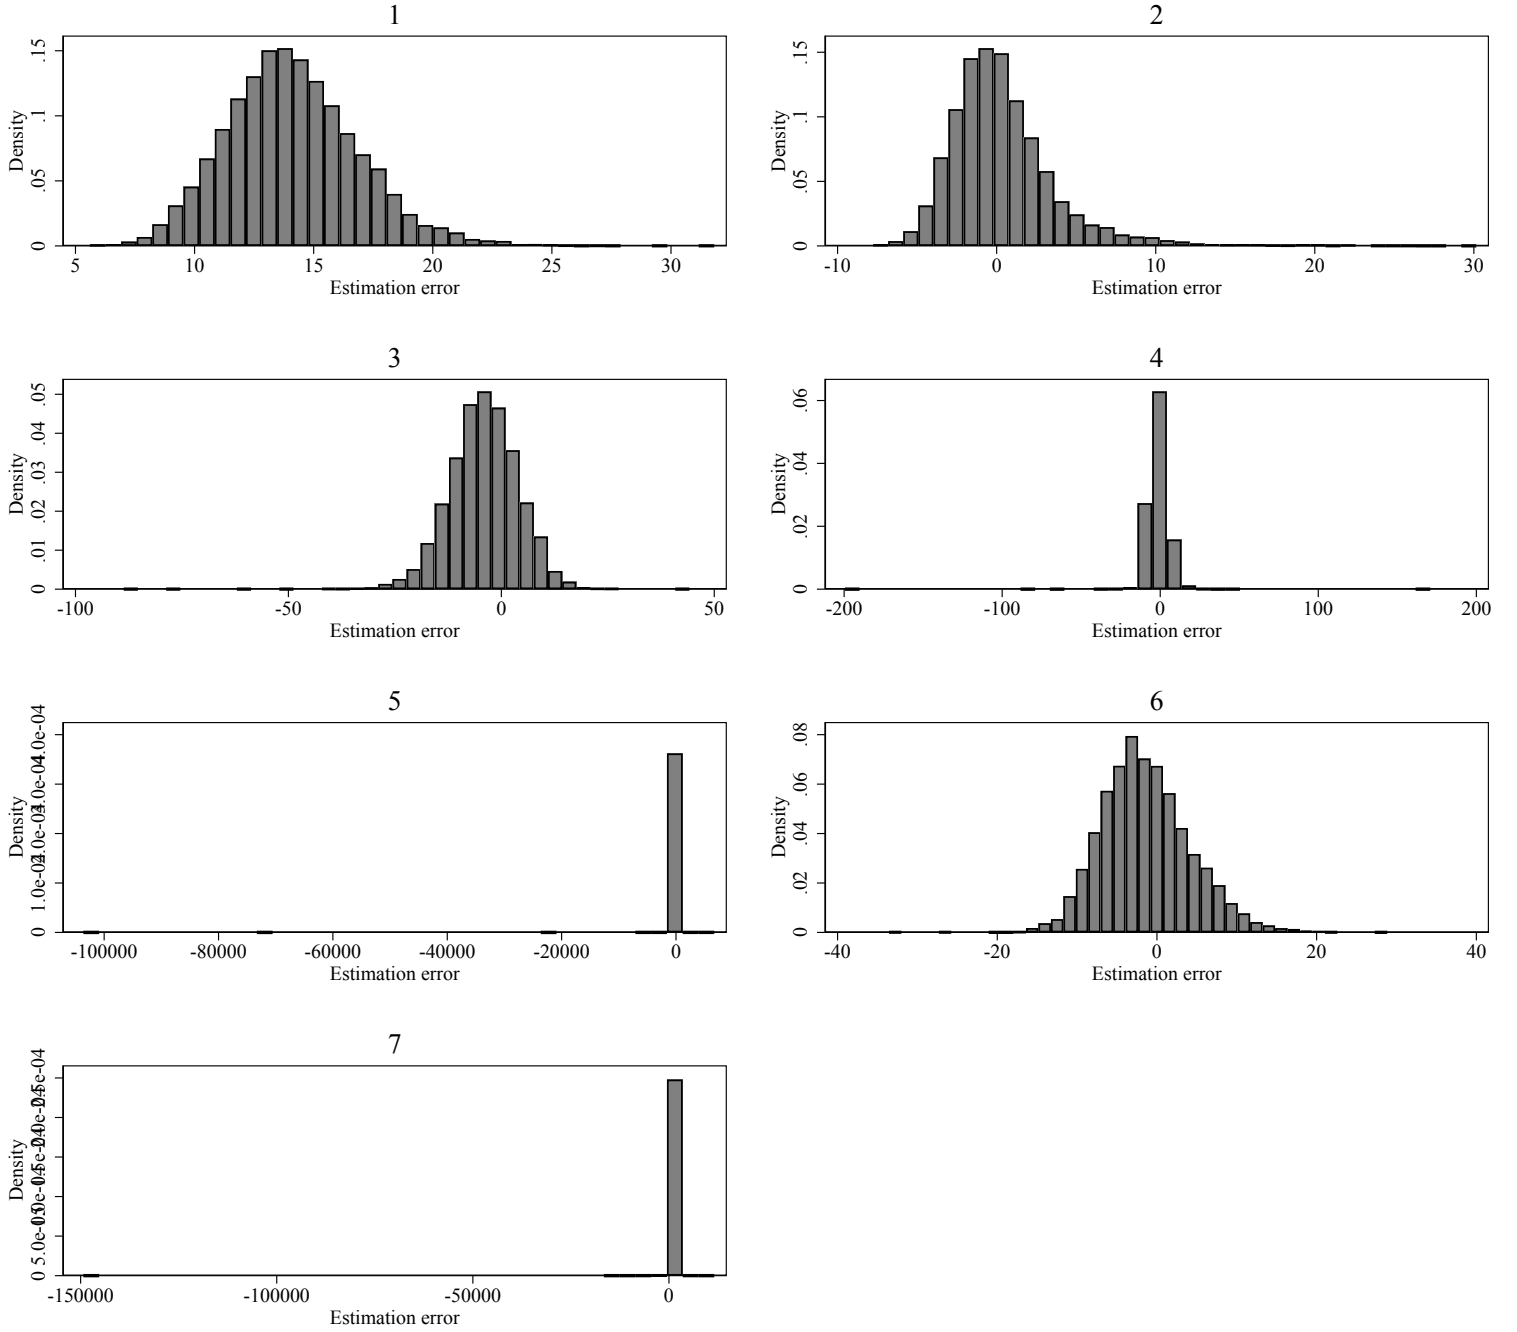 1
Density
0 .05 .1 .15
5 10 15 20 25 30
Estimation error
2
Density
0 .05 .1 .15
-10 0 10 20 30
Estimation error
3
Density
0 .01 .02 .03 .04 .05
-100 -50 0 50
Estimation error
4
Density
0 .02 .04 .06
-200 -100 0 100 200
Estimation error
5
Density
0
-100000 -80000 -60000 -40000 -20000 0
Estimation error
6
Density
0 .02 .04 .06 .08
-40 -20 0 20 40
Estimation error
7
Density
0
-150000 -100000 -50000 0
Estimation error